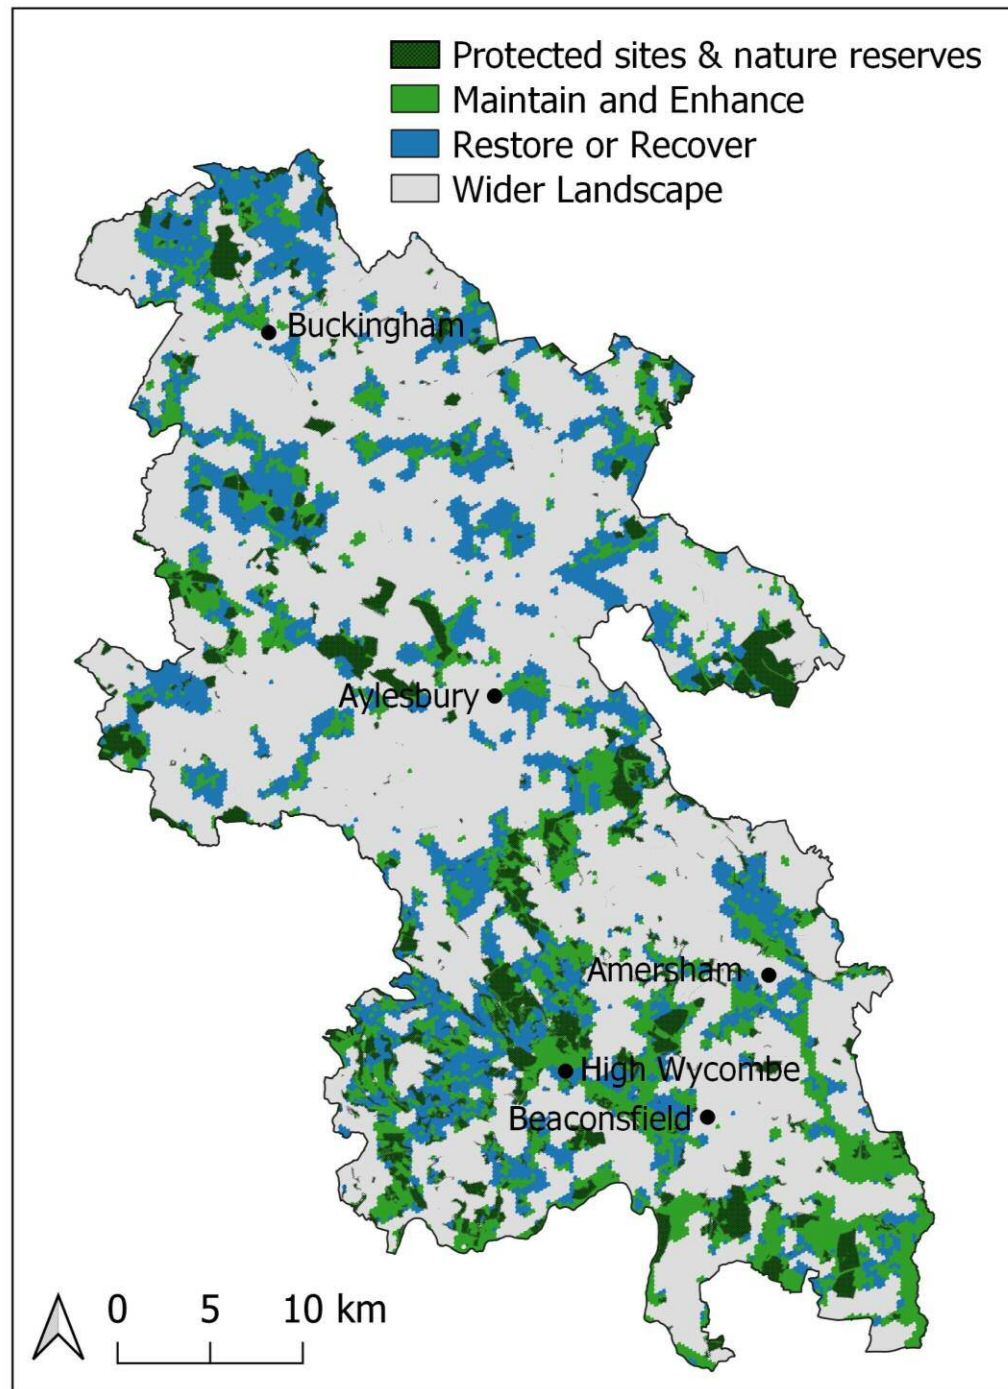 Protected sites & nature reserves
Maintain and Enhance
Restore or Recover
Wider Landscape
Buckingham
Aylesbury
Amersham
High Wycombe
Beaconsfield
0 5 10 km